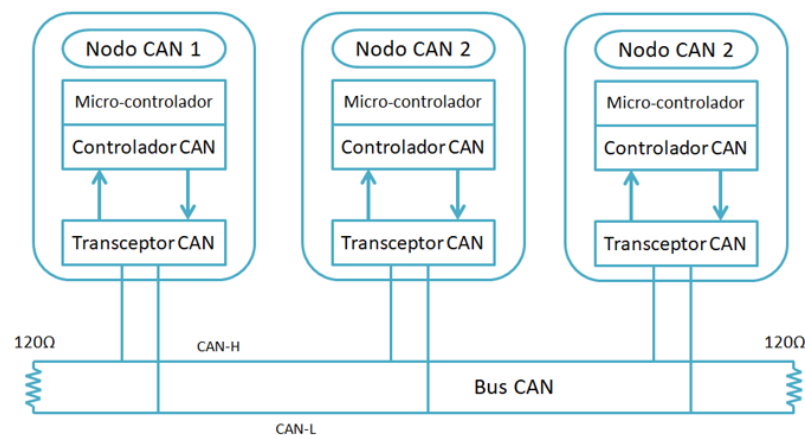 Nodo CAN 1
Micro-controlador
Controlador CAN
Transceptor CAN
Nodo CAN 2
Micro-controlador
Controlador CAN
Transceptor CAN
Nodo CAN 2
Micro-controlador
Controlador CAN
Transceptor CAN
120Ω
CAN-H
120Ω
Bus CAN
CAN-L